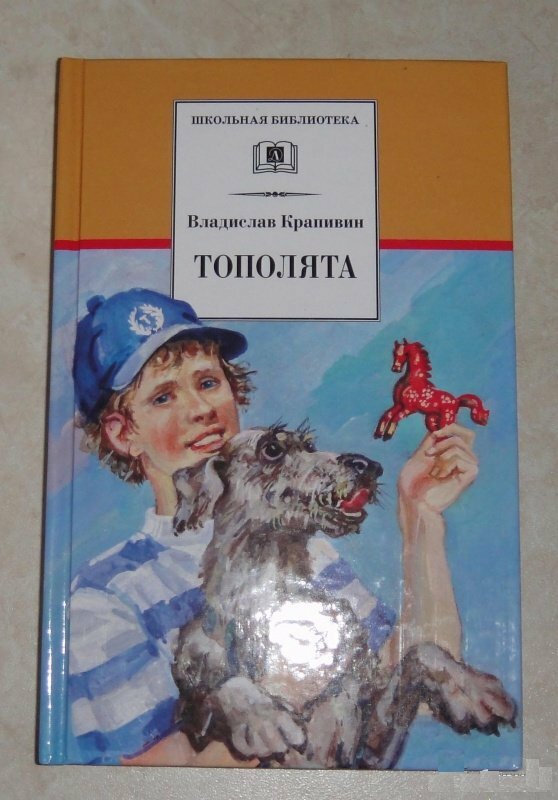 ШКОЛЬНАЯ БИБЛИОТЕКА
Владислав Крапивин
ТОПОЛЯТА